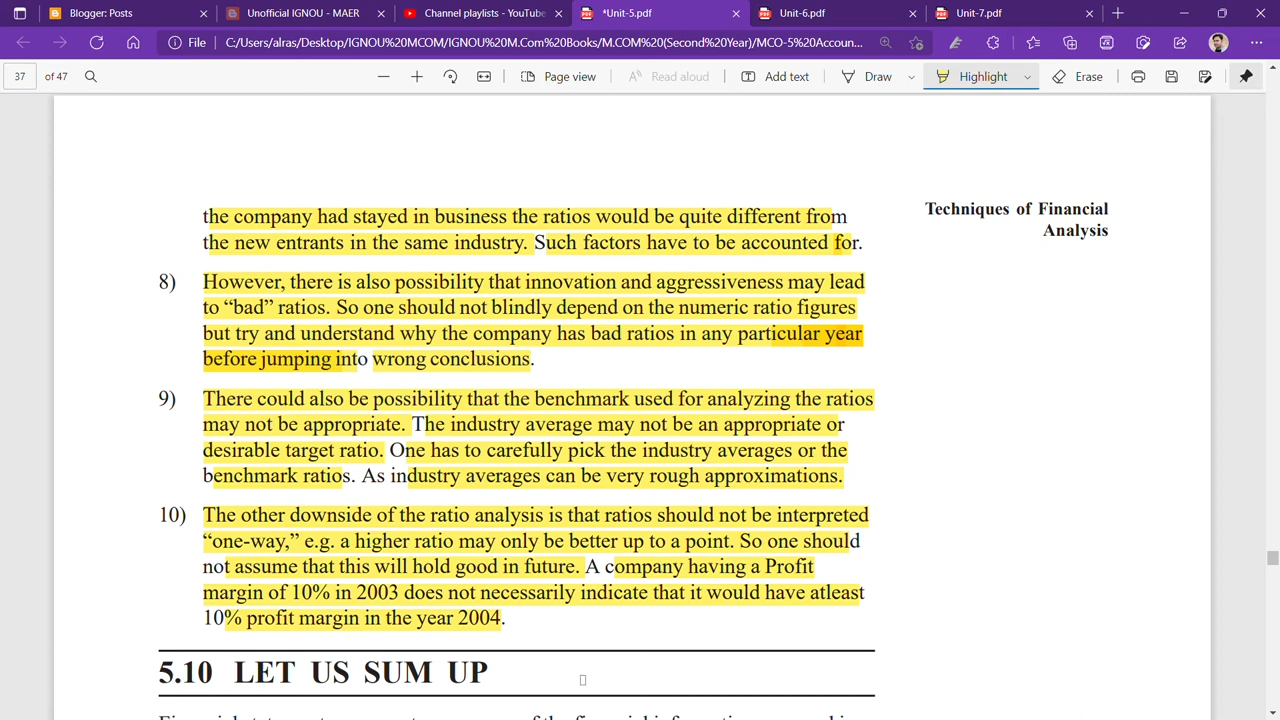 Blogger: Posts
Unofficial IGNOU - MAER
Channel playlists - YouTube
*Unit-5.pdf
Unit-6.pdf
Unit-7.pdf
File
C:/Users/alras/Desktop/IGNOU%20MCOM/IGNOU%20M.Com%20Books/M.COM%20(Second%20Year)/MCO-5%20Accoun...
37 of 47
Page view
Read aloud
Add text
Draw
Highlight
Erase
the company had stayed in business the ratios would be quite different from
the new entrants in the same industry. Such factors have to be accounted for.
Techniques of Financial
Analysis
8) However, there is also possibility that innovation and aggressiveness may lead
to “bad” ratios. So one should not blindly depend on the numeric ratio figures
but try and understand why the company has bad ratios in any particular year
before jumping into wrong conclusions.
9) There could also be possibility that the benchmark used for analyzing the ratios
may not be appropriate. The industry average may not be an appropriate or
desirable target ratio. One has to carefully pick the industry averages or the
benchmark ratios. As industry averages can be very rough approximations.
10) The other downside of the ratio analysis is that ratios should not be interpreted
“one-way,” e.g. a higher ratio may only be better up to a point. So one should
not assume that this will hold good in future. A company having a Profit
margin of 10% in 2003 does not necessarily indicate that it would have atleast
10% profit margin in the year 2004.
5.10 LET US SUM UP